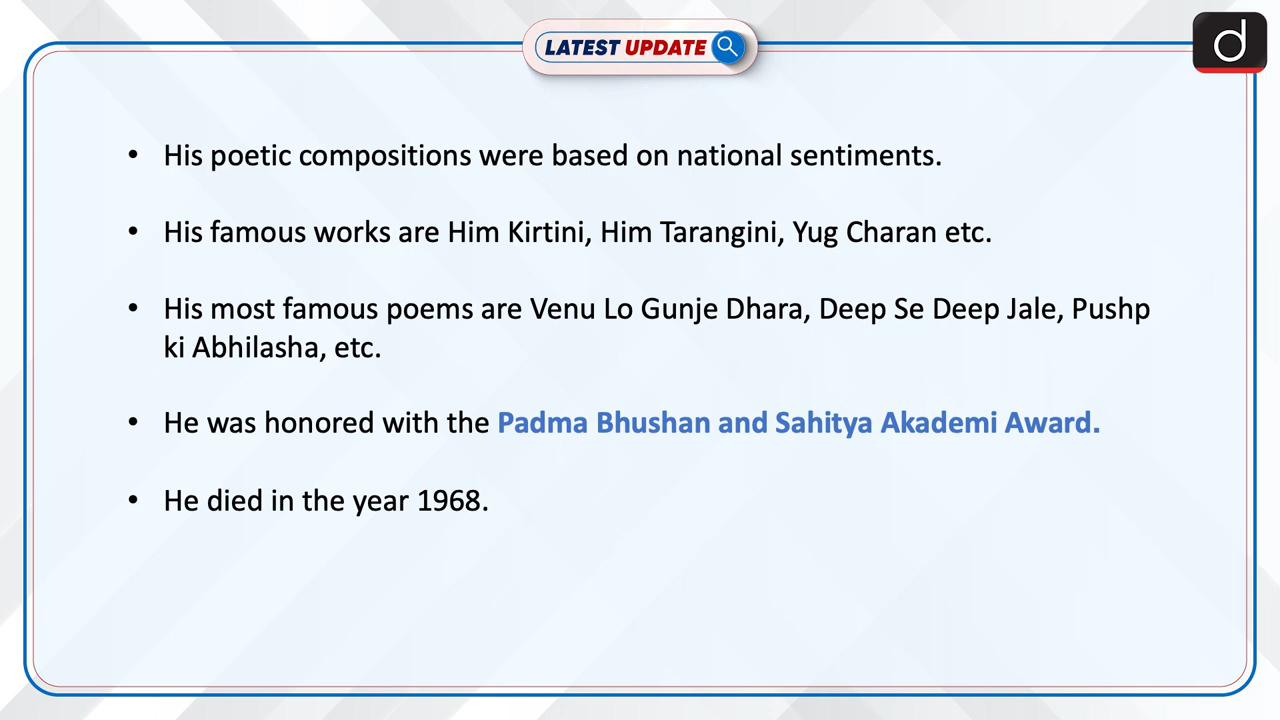 LATEST UPDATE
d
• His poetic compositions were based on national sentiments.
• His famous works are Him Kirtini, Him Tarangini, Yug Charan etc.
• His most famous poems are Venu Lo Gunje Dhara, Deep Se Deep Jale, Pushp
ki Abhilasha, etc.
• He was honored with the Padma Bhushan and Sahitya Akademi Award.
• He died in the year 1968.